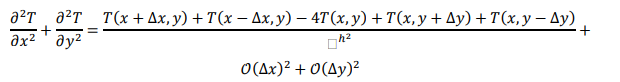 ∂²T/∂x² + ∂²T/∂y² = (T(x + Δx, y) + T(x − Δx, y) − 4T(x, y) + T(x, y + Δy) + T(x, y − Δy))/□h² +
O(Δx)² + O(Δy)²